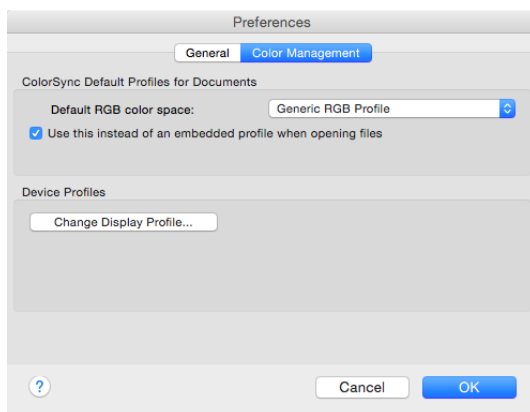 Preferences
General Color Management
ColorSync Default Profiles for Documents
Default RGB color space: Generic RGB Profile
Use this instead of an embedded profile when opening files
Device Profiles
Change Display Profile...
? Cancel OK